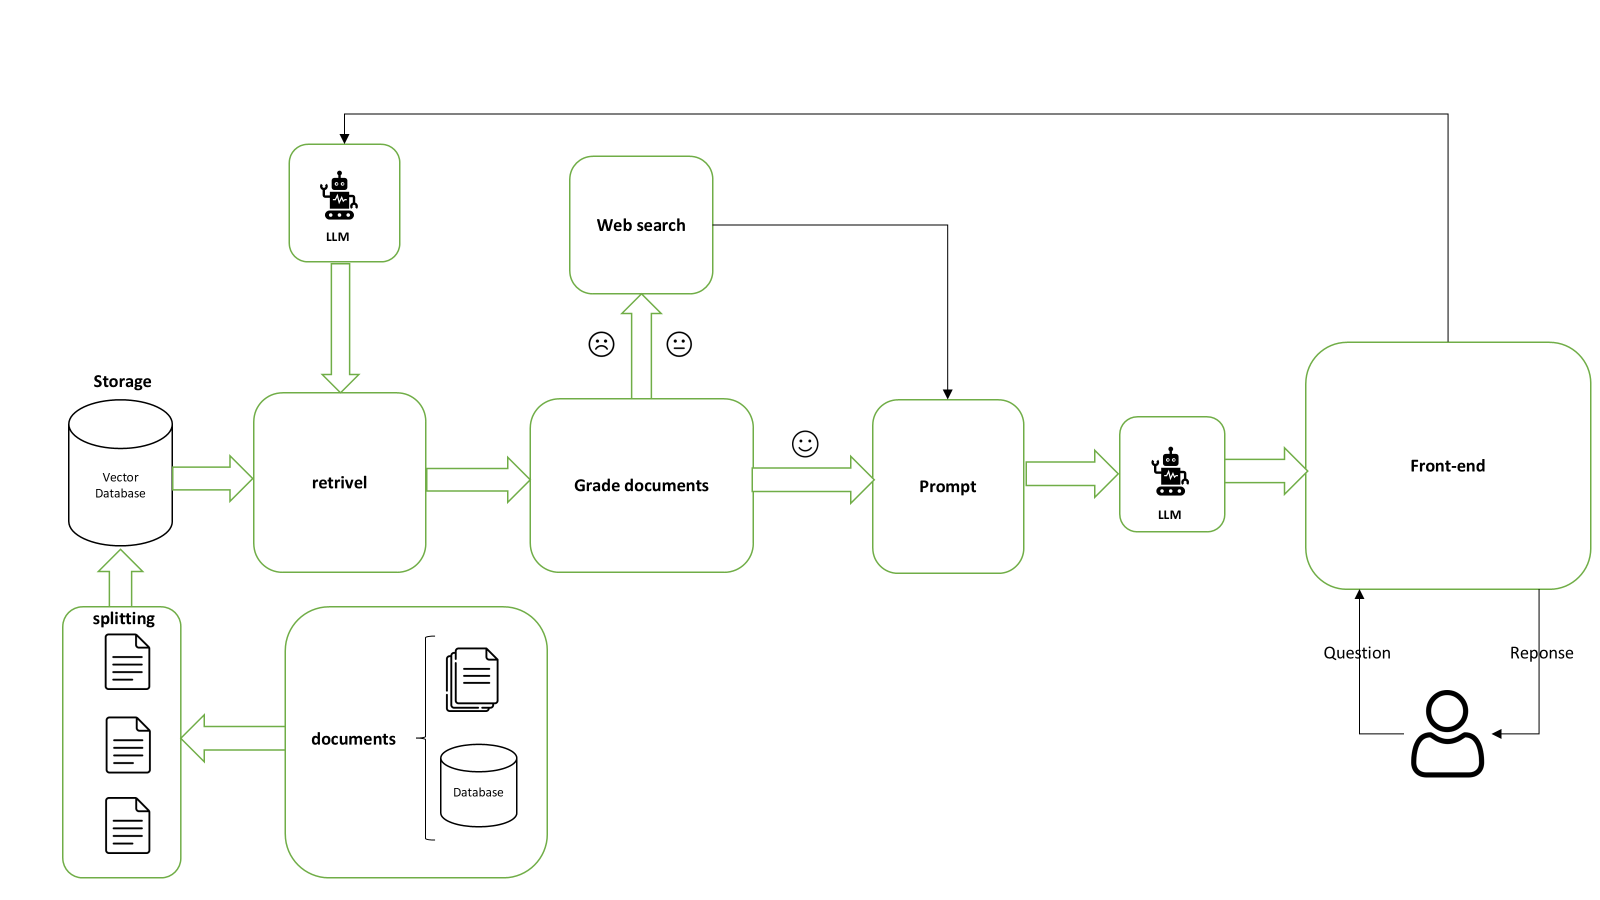 LLM
Web search
Storage
Vector
Database
retrivel
Grade documents
Prompt
LLM
Front-end
splitting
documents
Database
Question
Reponse